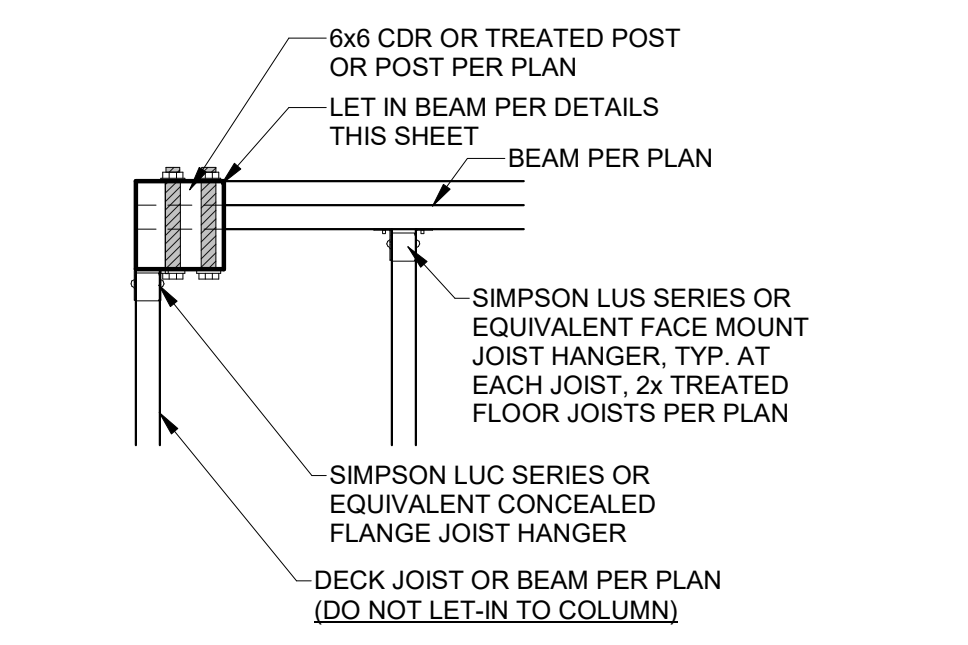 6x6 CDR OR TREATED POST
OR POST PER PLAN
LET IN BEAM PER DETAILS
THIS SHEET
BEAM PER PLAN
SIMPSON LUS SERIES OR
EQUIVALENT FACE MOUNT
JOIST HANGER, TYP. AT
EACH JOIST, 2x TREATED
FLOOR JOISTS PER PLAN
SIMPSON LUC SERIES OR
EQUIVALENT CONCEALED
FLANGE JOIST HANGER
DECK JOIST OR BEAM PER PLAN
(DO NOT LET-IN TO COLUMN)